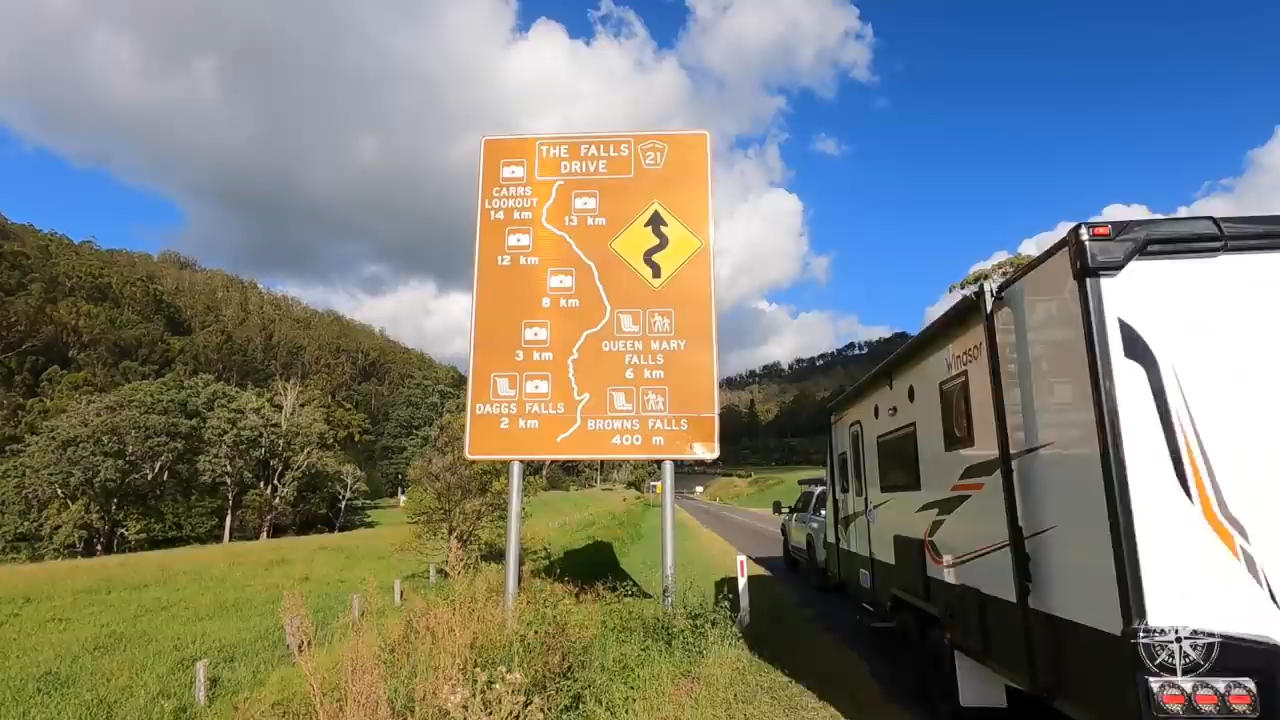 THE FALLS
DRIVE
21
CARRS
LOOKOUT
14 km
13 km
12 km
8 km
3 km
QUEEN MARY
FALLS
6 km
DAGGS FALLS
2 km
BROWNS FALLS
400 m
Windsor